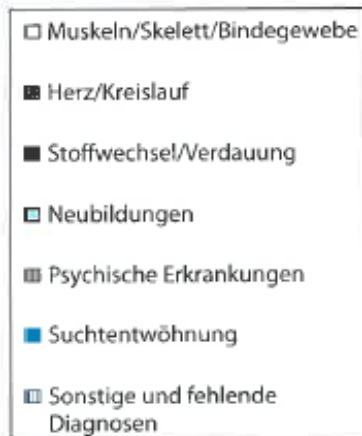 Muskeln/Skelett/Bindegewebe
Herz/Kreislauf
Stoffwechsel/Verdauung
Neubildungen
Psychische Erkrankungen
Suchtentwöhnung
Sonstige und fehlende
Diagnosen